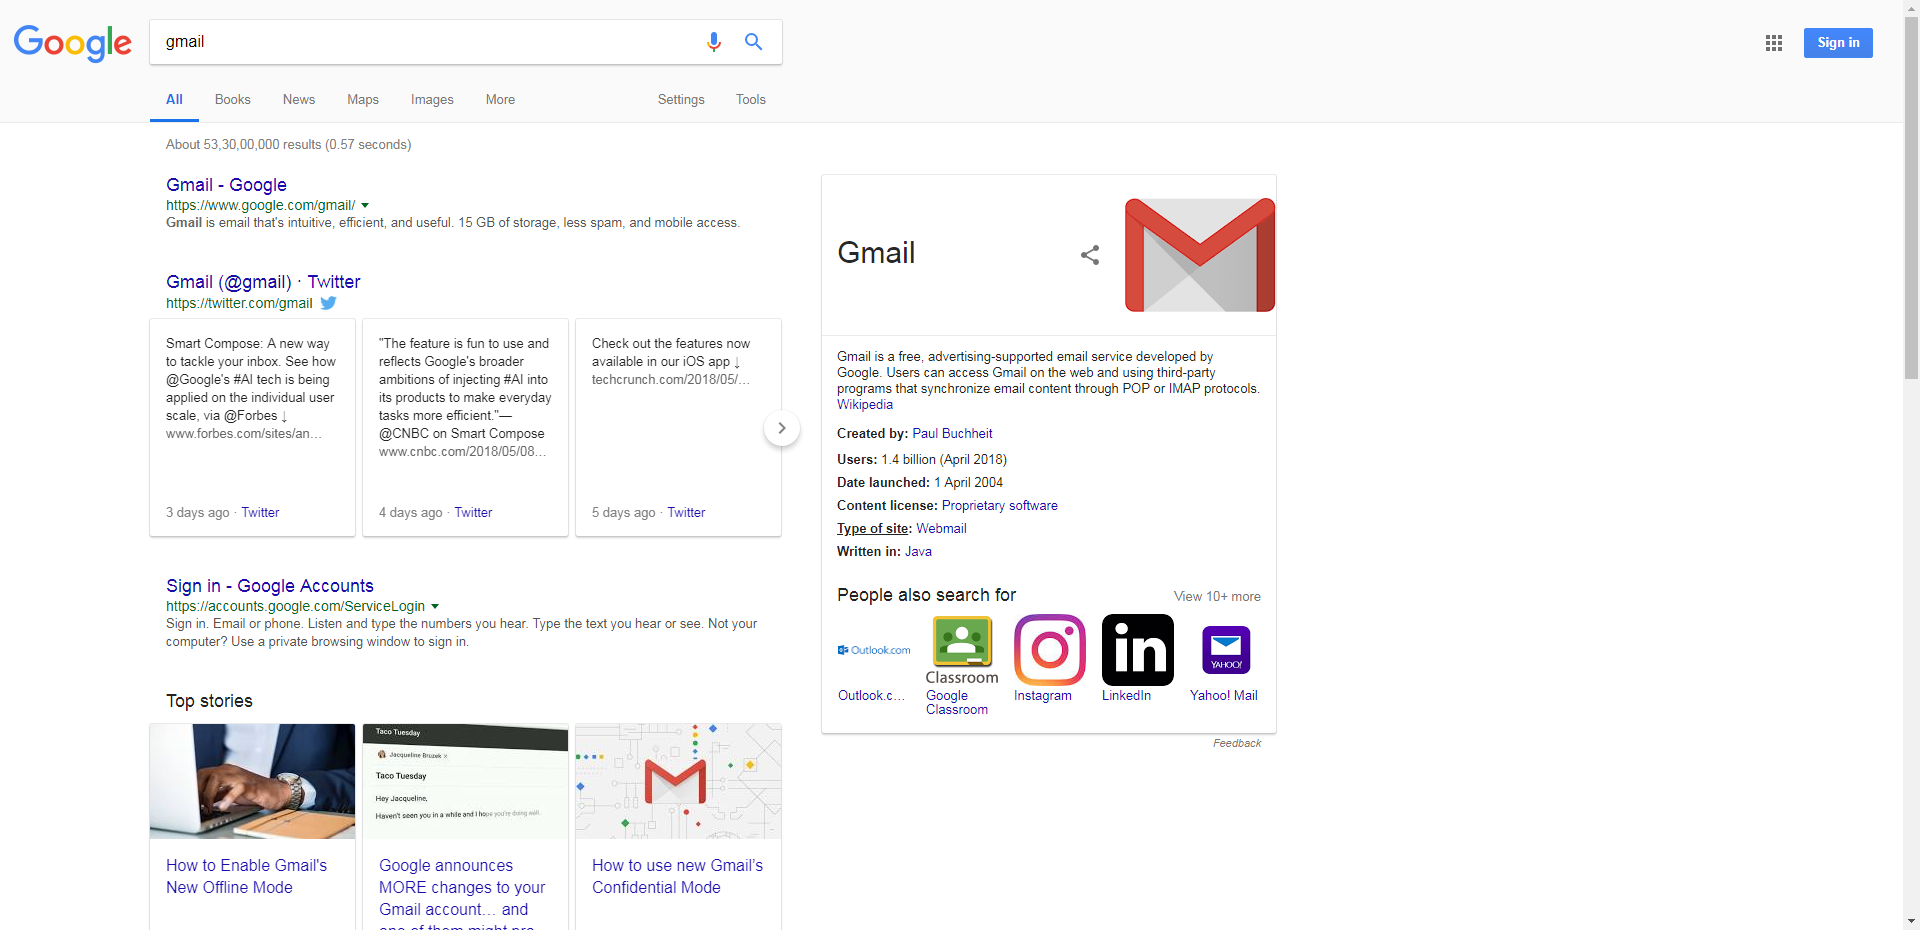 Google
gmail
Sign in
All Books News Maps Images More Settings Tools
About 53,30,00,000 results (0.57 seconds)
Gmail - Google
https://www.google.com/gmail/
Gmail is email that's intuitive, efficient, and useful. 15 GB of storage, less spam, and mobile access.
Gmail (@gmail) · Twitter
https://twitter.com/gmail
Smart Compose: A new way
to tackle your inbox. See how
@Google's #AI tech is being
applied on the individual user
scale, via @Forbes ↓
www.forbes.com/sites/an...
3 days ago · Twitter
"The feature is fun to use and
reflects Google's broader
ambitions of injecting #AI into
its products to make everyday
tasks more efficient."—
@CNBC on Smart Compose
www.cnbc.com/2018/05/08...
4 days ago · Twitter
Check out the features now
available in our iOS app ↓
techcrunch.com/2018/05/...
5 days ago · Twitter
Sign in - Google Accounts
https://accounts.google.com/ServiceLogin
Sign in. Email or phone. Listen and type the numbers you hear. Type the text you hear or see. Not your
computer? Use a private browsing window to sign in.
Top stories
How to Enable Gmail's
New Offline Mode
Taco Tuesday
Jacqueline Bruzek ×
Taco Tuesday
Hey Jacqueline,
Haven't seen you in a while and I hope you're doing well.
Google announces
MORE changes to your
Gmail account... and
one of them might pro
How to use new Gmail's
Confidential Mode
Gmail
Gmail is a free, advertising-supported email service developed by
Google. Users can access Gmail on the web and using third-party
programs that synchronize email content through POP or IMAP protocols.
Wikipedia
Created by: Paul Buchheit
Users: 1.4 billion (April 2018)
Date launched: 1 April 2004
Content license: Proprietary software
Type of site: Webmail
Written in: Java
People also search for
View 10+ more
Outlook.com
Classroom
in
YAHOO!
Outlook.c...
Google
Classroom
Instagram
LinkedIn
Yahoo! Mail
Feedback